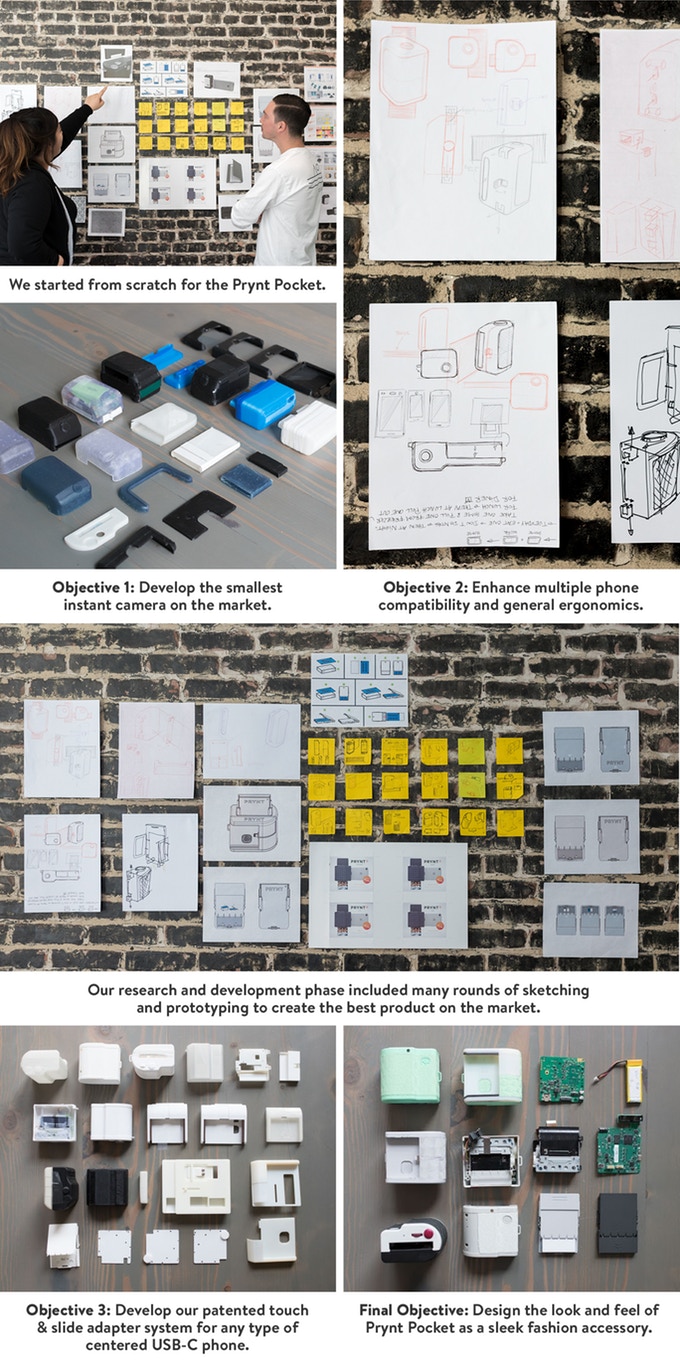 We started from scratch for the Prynt Pocket.
Objective 1: Develop the smallest
instant camera on the market.
Objective 2: Enhance multiple phone
compatibility and general ergonomics.
PRYNT
PRYNT
PRYNT
Our research and development phase included many rounds of sketching
and prototyping to create the best product on the market.
Objective 3: Develop our patented touch
& slide adapter system for any type of
centered USB-C phone.
Final Objective: Design the look and feel of
Prynt Pocket as a sleek fashion accessory.